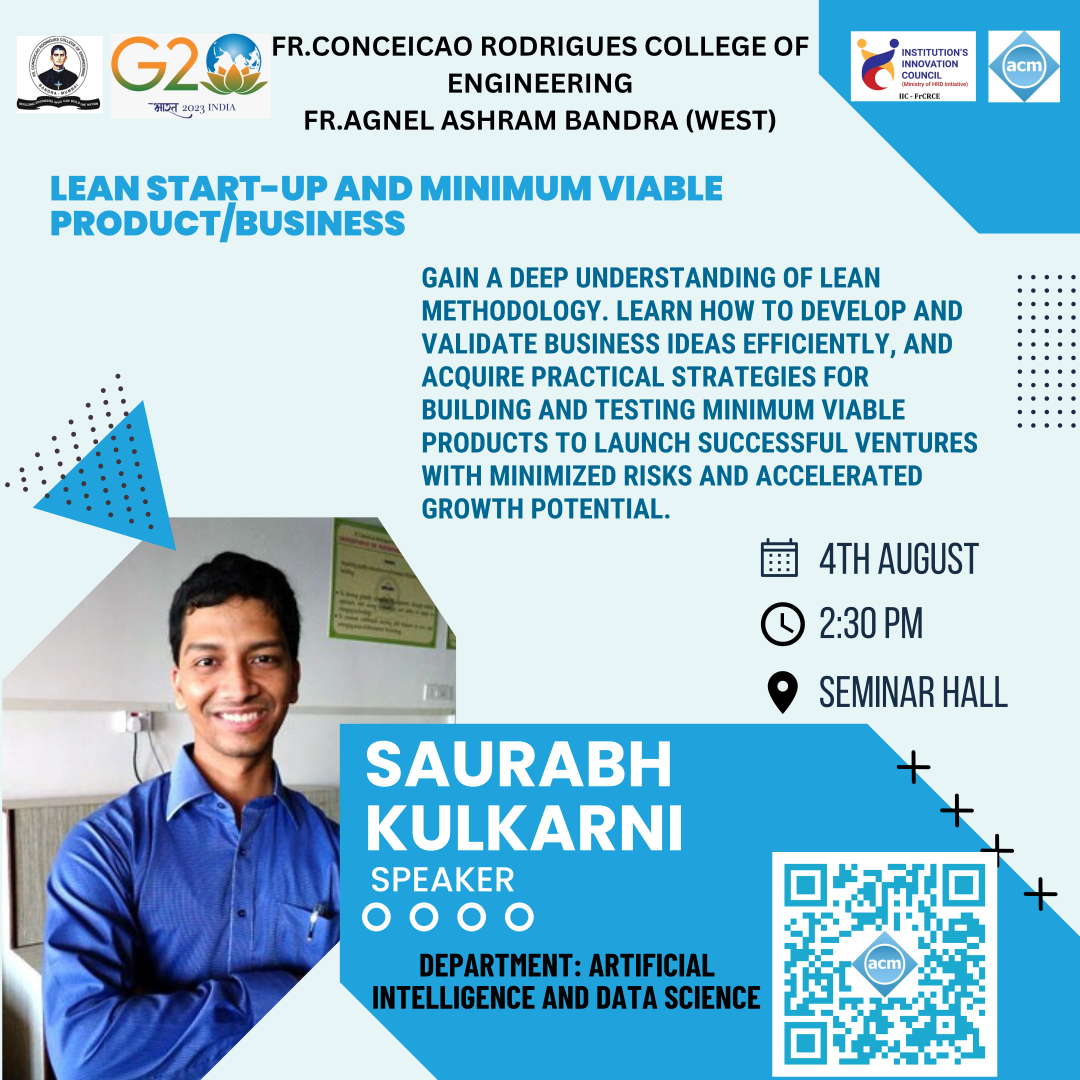 FR.CONCEICAO RODRIGUES COLLEGE OF
ENGINEERING
FR.AGNEL ASHRAM BANDRA (WEST)
G20
भारत 2023 INDIA
INSTITUTION'S
INNOVATION
COUNCIL
(Ministry of HRD Initiative)
IIC - FrCRCE
acm
LEAN START-UP AND MINIMUM VIABLE
PRODUCT/BUSINESS
GAIN A DEEP UNDERSTANDING OF LEAN
METHODOLOGY. LEARN HOW TO DEVELOP AND
VALIDATE BUSINESS IDEAS EFFICIENTLY, AND
ACQUIRE PRACTICAL STRATEGIES FOR
BUILDING AND TESTING MINIMUM VIABLE
PRODUCTS TO LAUNCH SUCCESSFUL VENTURES
WITH MINIMIZED RISKS AND ACCELERATED
GROWTH POTENTIAL.
4TH AUGUST
2:30 PM
SEMINAR HALL
SAURABH
KULKARNI
SPEAKER
DEPARTMENT: ARTIFICIAL
INTELLIGENCE AND DATA SCIENCE
acm